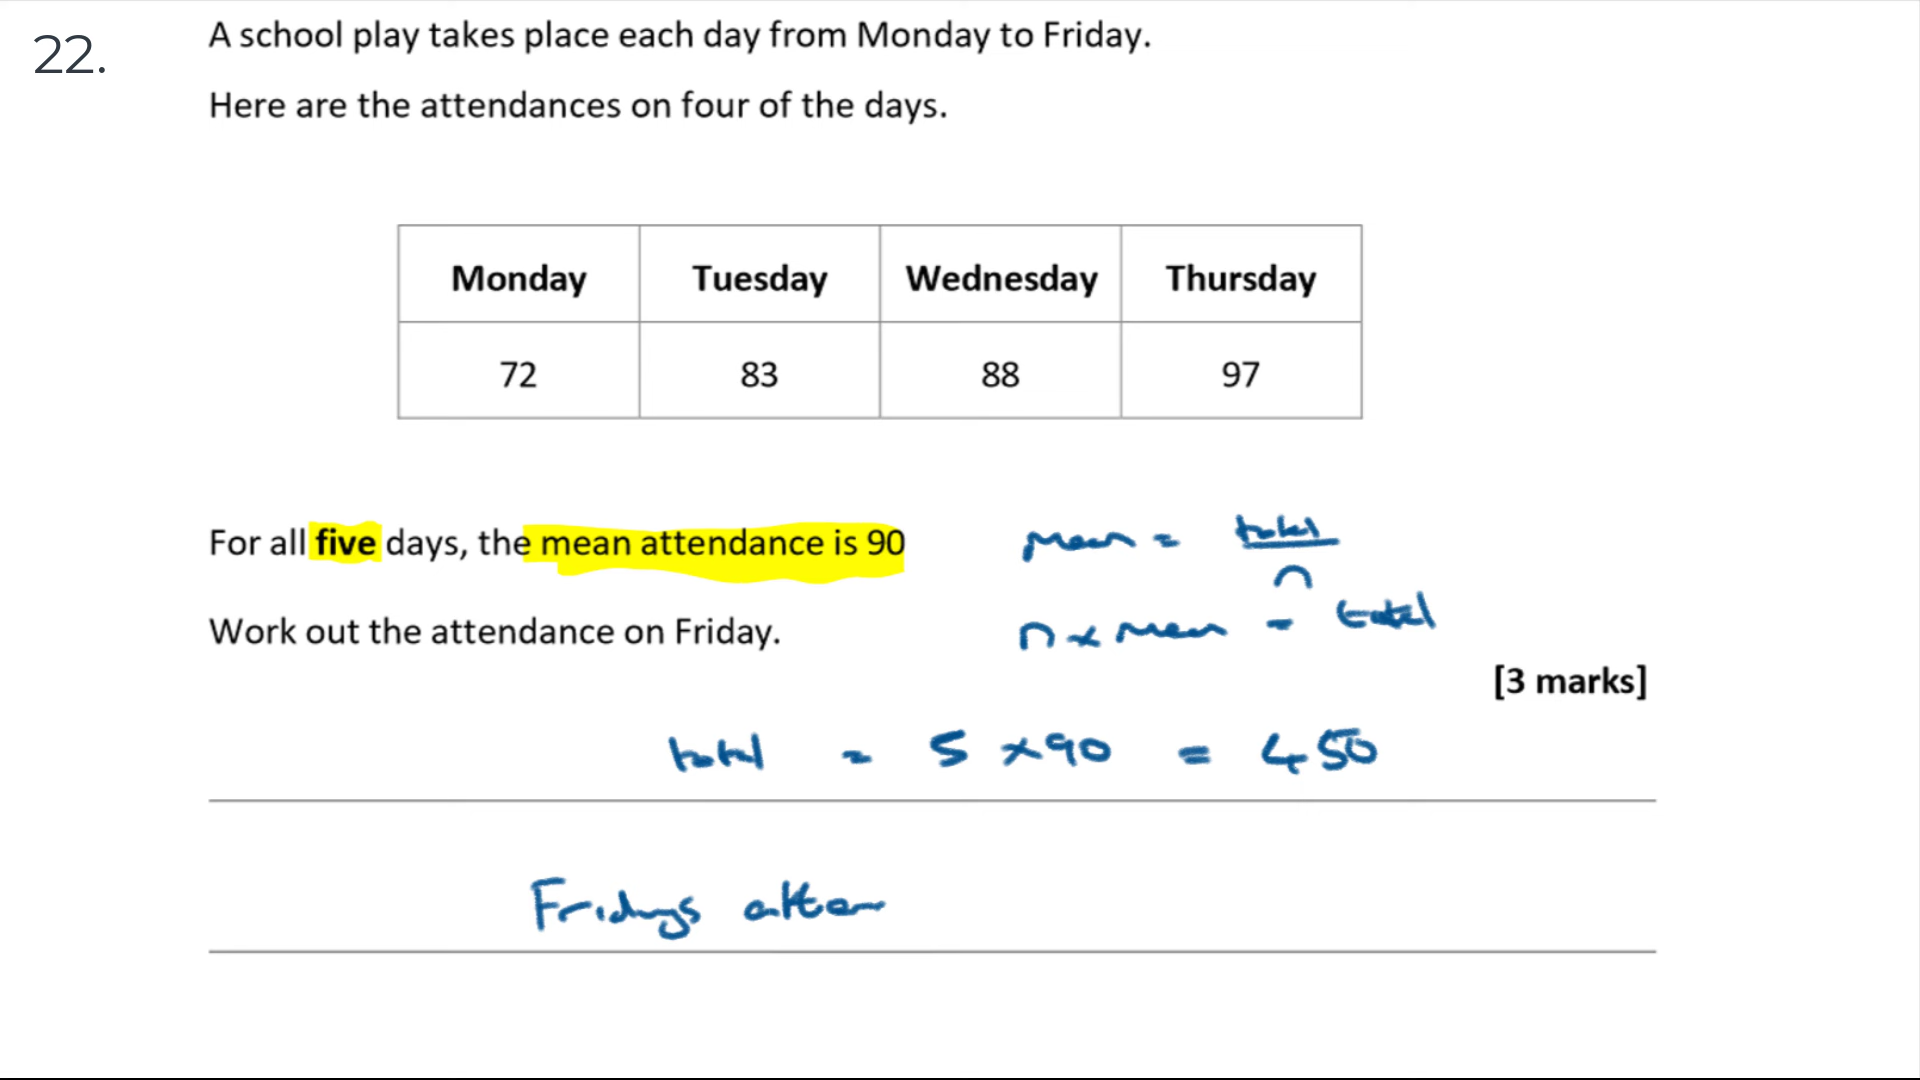 22.
A school play takes place each day from Monday to Friday.
Here are the attendances on four of the days.
Monday Tuesday Wednesday Thursday
72 83 88 97
For all five days, the mean attendance is 90
mean = total
n
Work out the attendance on Friday.
n × mean = total
[3 marks]
total = 5 × 90 = 450
Fridays atten